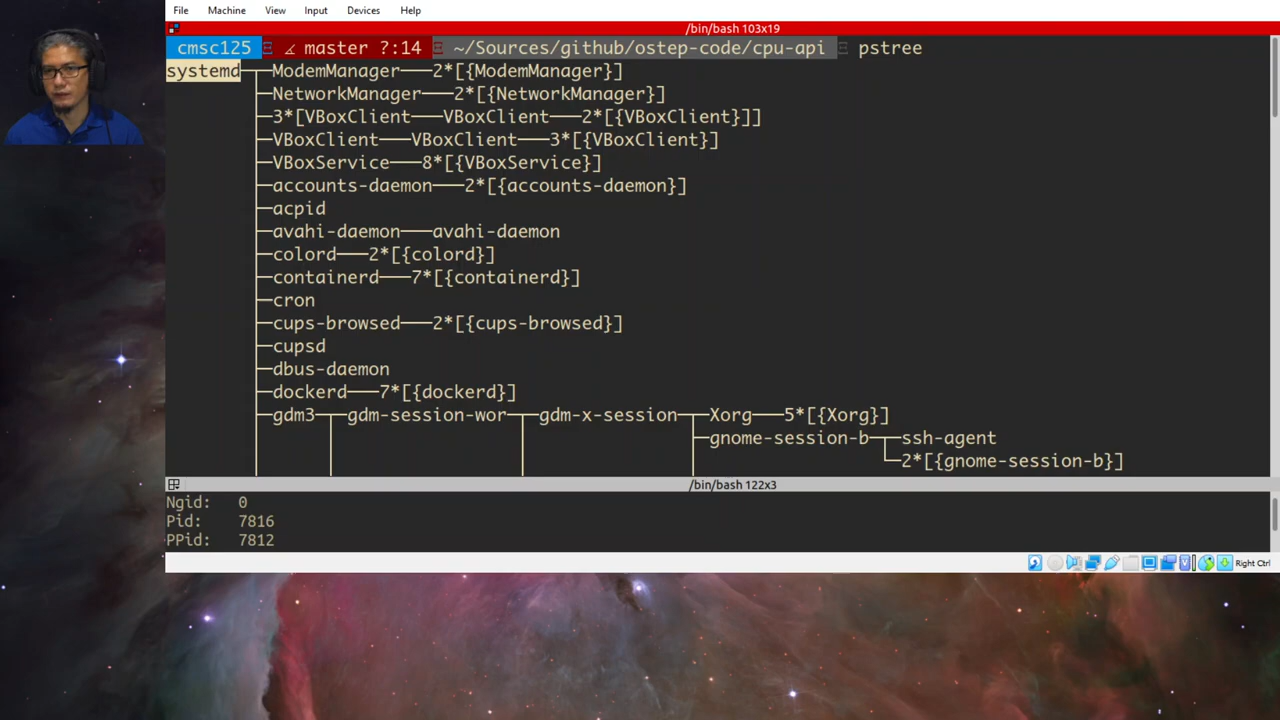 File Machine View Input Devices Help
/bin/bash 103x19
cmsc125 master ?:14 ~/Sources/github/ostep-code/cpu-api pstree
systemd─┬─ModemManager───2*[{ModemManager}]
├─NetworkManager───2*[{NetworkManager}]
├─3*[VBoxClient───VBoxClient───2*[{VBoxClient}]]
├─VBoxClient───VBoxClient───3*[{VBoxClient}]
├─VBoxService───8*[{VBoxService}]
├─accounts-daemon───2*[{accounts-daemon}]
├─acpid
├─avahi-daemon───avahi-daemon
├─colord───2*[{colord}]
├─containerd───7*[{containerd}]
├─cron
├─cups-browsed───2*[{cups-browsed}]
├─cupsd
├─dbus-daemon
├─dockerd───7*[{dockerd}]
├─gdm3─┬─gdm-session-wor─┬─gdm-x-session─┬─Xorg───5*[{Xorg}]
├─gnome-session-b─┬─ssh-agent
└─2*[{gnome-session-b}]
/bin/bash 122x3
Ngid: 0
Pid: 7816
PPid: 7812
Right Ctrl